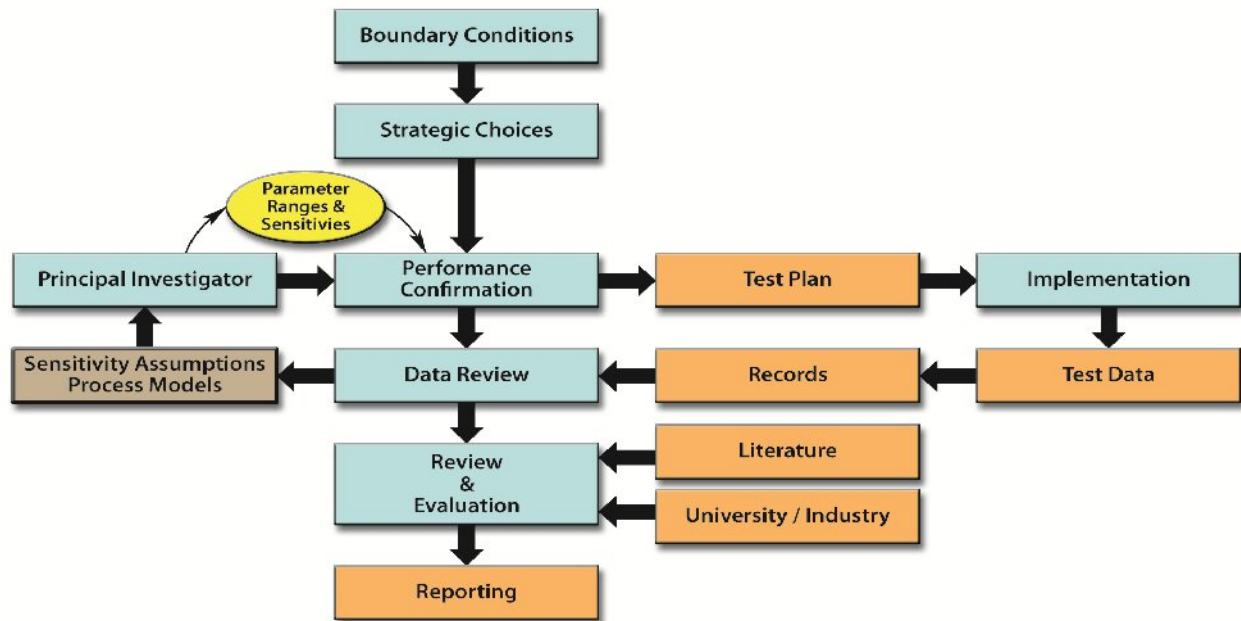 Boundary Conditions
Strategic Choices
Parameter
Ranges &
Sensitivies
Principal Investigator
Performance
Confirmation
Test Plan
Implementation
Sensitivity Assumptions
Process Models
Data Review
Records
Test Data
Review
&
Evaluation
Literature
University / Industry
Reporting